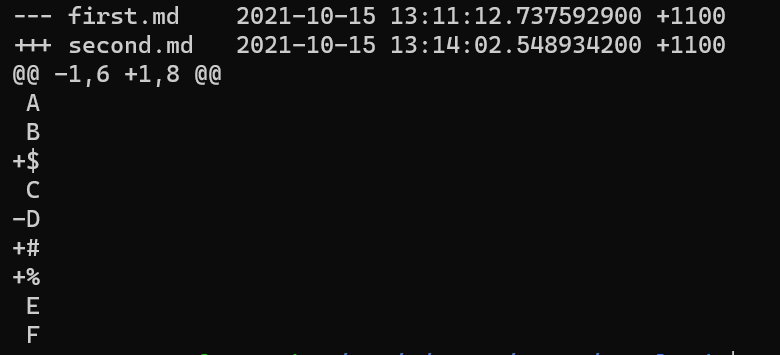 --- first.md 2021-10-15 13:11:12.737592900 +1100
+++ second.md 2021-10-15 13:14:02.548934200 +1100
@@ -1,6 +1,8 @@
 A
 B
+$
 C
-D
+#
+%
 E
 F